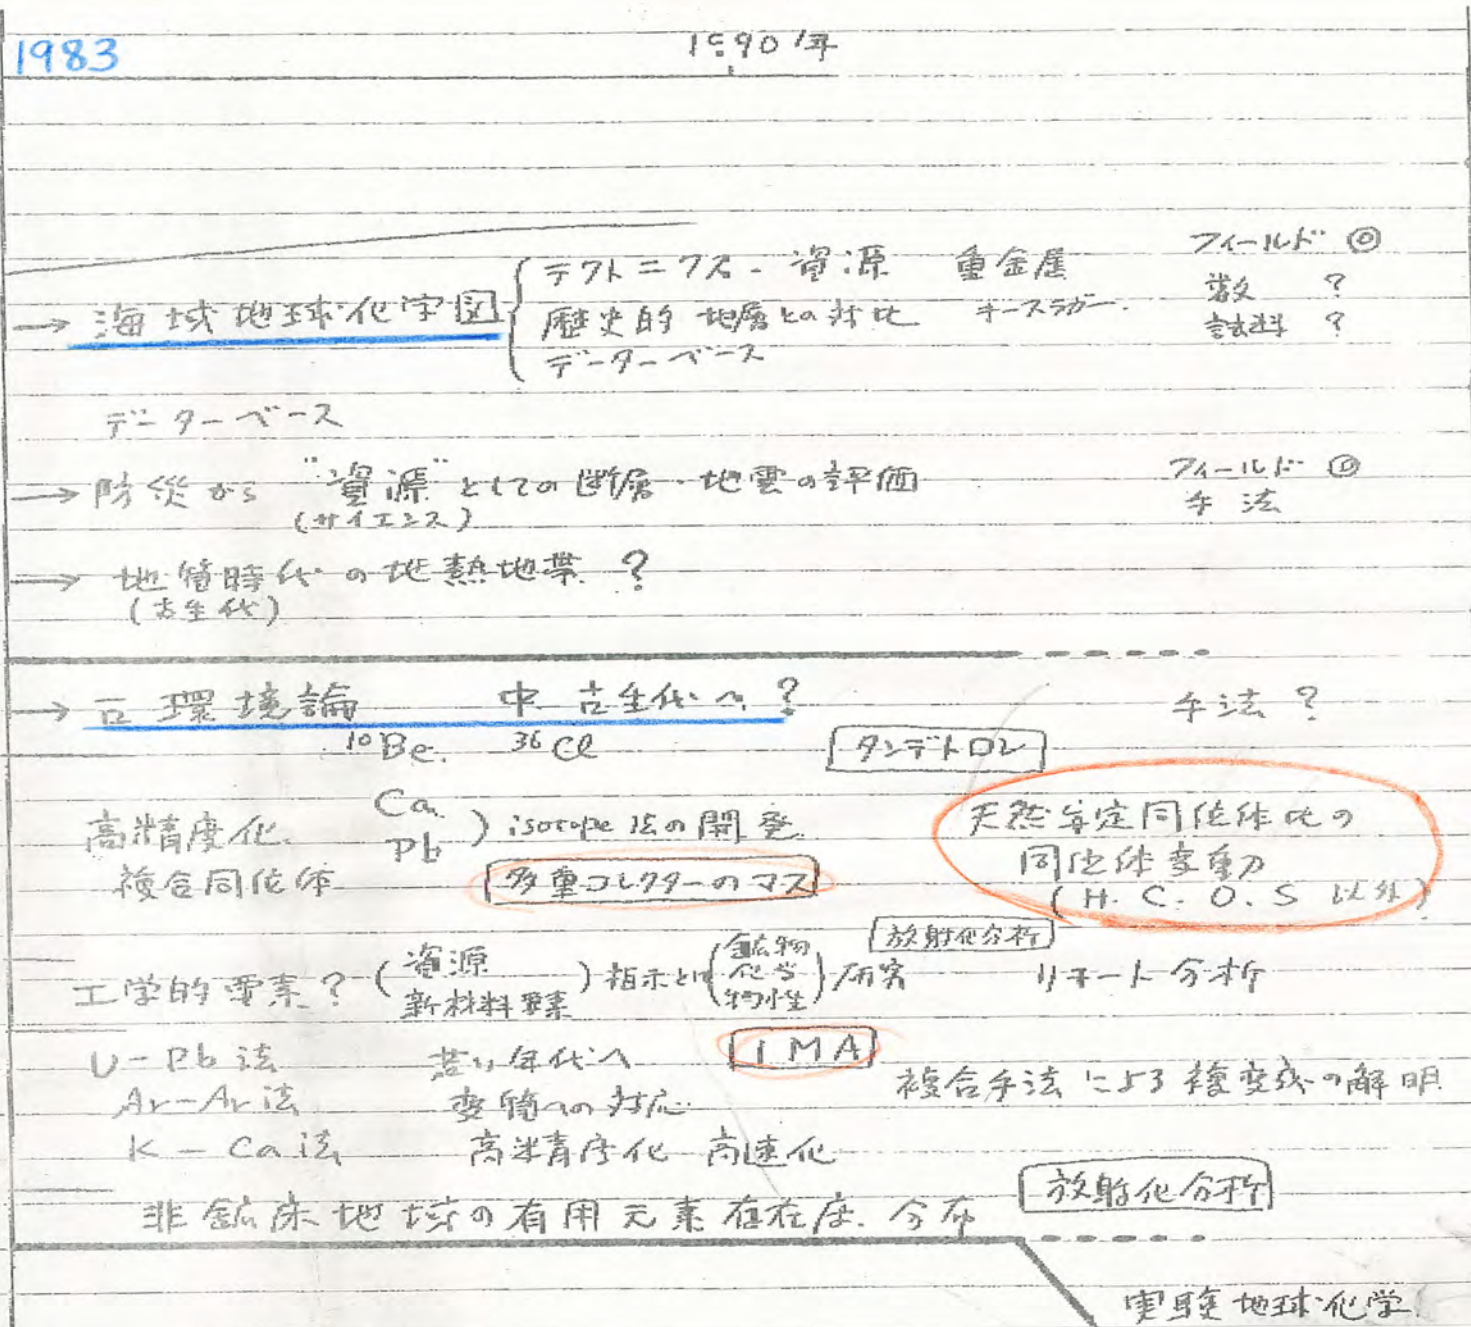 1983
1990年
→ 海域地球化学図 { テクトニクス - 資源 重金属 フィールド ◎
歴史的 地層との対比 キースラガー. 数 ?
データーベース 試料 ?
データーベース
→ 防災から "資源" としての断層・地震の評価 フィールド ◎
(サイエンス) 手法
→ 地質時代の地熱地帯 ?
(古生代)
→ 古環境論 中 古生代へ? 手法 ?
10Be. 36Cl タンデトロン
高精度化. Ca Pb ) isotope 法の開発 天然安定同位体比の
複合同位体 多重コレクターのマス 同位体変動
(H. C. O. S 以外)
放射化分析
工学的要素? (資源 新材料要素) 指示 (鉱物 化学 物性) 研究 リモート分析
U-Pb法 若い年代へ IMA
Ar-Ar法 変質への対応 複合手法による複変成の解明
K-Ca法 高精度化 高速化
放射化分析
非鉱床地域の有用元素存在度. 分布
実験地球化学